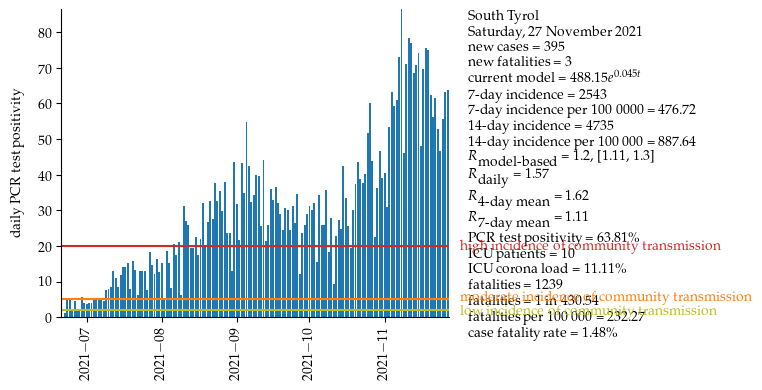 South Tyrol
Saturday, 27 November 2021
new cases = 395
new fatalities = 3
current model = 488.15e^0.045t
7-day incidence = 2543
7-day incidence per 100 0000 = 476.72
14-day incidence = 4735
14-day incidence per 100 000 = 887.64
R model-based = 1.2, [1.11, 1.3]
R daily = 1.57
R 4-day mean = 1.62
R 7-day mean = 1.11
PCR test positivity = 63.81%
high incidence of community transmission
ICU patients = 10
ICU corona load = 11.11%
fatalities = 1239
moderate incidence of community transmission
fatalities = 1 in 430.54
low incidence of community transmission
fatalities per 100 000 = 232.27
case fatality rate = 1.48%
daily PCR test positivity
80
70
60
50
40
30
20
10
0
2021−07
2021−08
2021−09
2021−10
2021−11